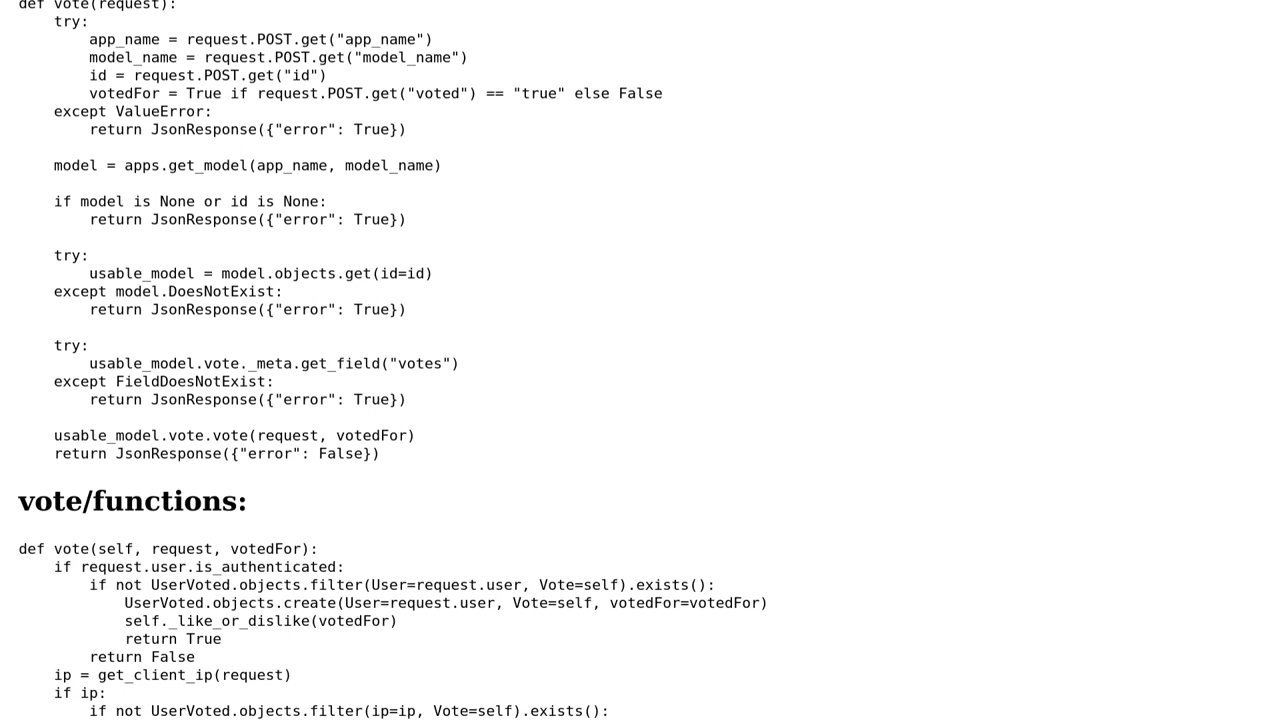 def vote(request):
    try:
        app_name = request.POST.get("app_name")
        model_name = request.POST.get("model_name")
        id = request.POST.get("id")
        votedFor = True if request.POST.get("voted") == "true" else False
    except ValueError:
        return JsonResponse({"error": True})

    model = apps.get_model(app_name, model_name)

    if model is None or id is None:
        return JsonResponse({"error": True})

    try:
        usable_model = model.objects.get(id=id)
    except model.DoesNotExist:
        return JsonResponse({"error": True})

    try:
        usable_model.vote._meta.get_field("votes")
    except FieldDoesNotExist:
        return JsonResponse({"error": True})

    usable_model.vote.vote(request, votedFor)
    return JsonResponse({"error": False})

vote/functions:

def vote(self, request, votedFor):
    if request.user.is_authenticated:
        if not UserVoted.objects.filter(User=request.user, Vote=self).exists():
            UserVoted.objects.create(User=request.user, Vote=self, votedFor=votedFor)
            self._like_or_dislike(votedFor)
            return True
        return False
    ip = get_client_ip(request)
    if ip:
        if not UserVoted.objects.filter(ip=ip, Vote=self).exists():